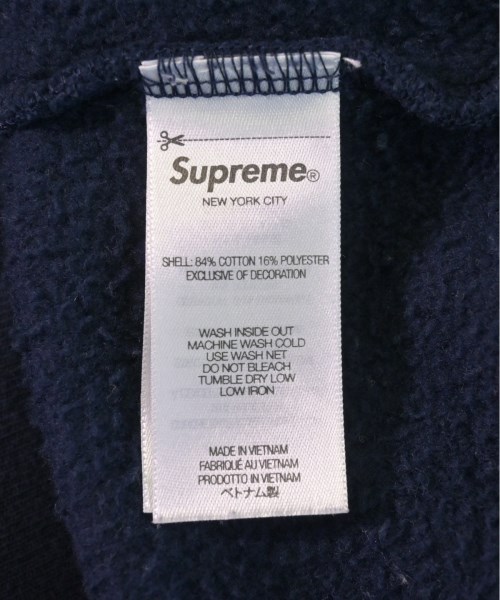 Supreme®
NEW YORK CITY
SHELL: 84% COTTON 16% POLYESTER
EXCLUSIVE OF DECORATION
WASH INSIDE OUT
MACHINE WASH COLD
USE WASH NET
DO NOT BLEACH
TUMBLE DRY LOW
LOW IRON
MADE IN VIETNAM
FABRIQUÉ AU VIETNAM
PRODOTTO IN VIETNAM
ベトナム製